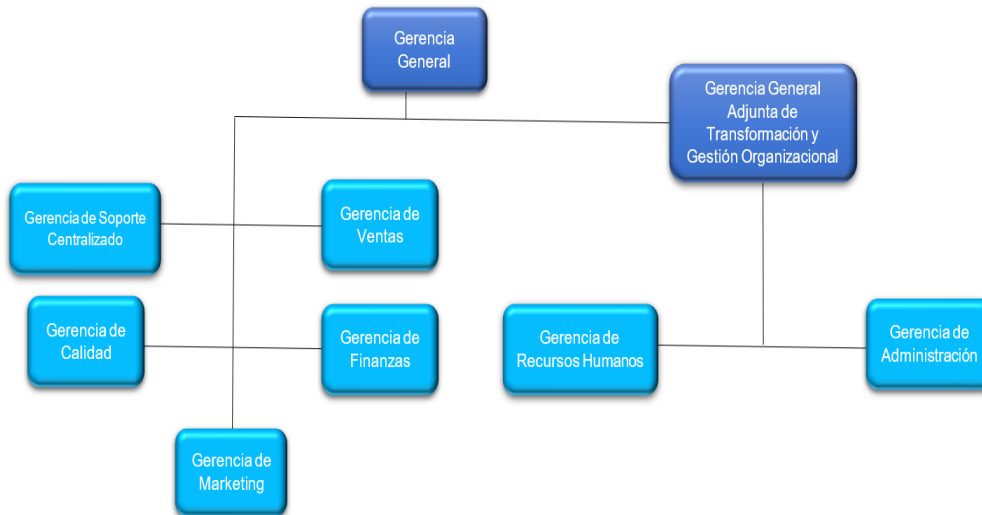 Gerencia
General
Gerencia General
Adjunta de
Transformación y
Gestión Organizacional
Gerencia de Soporte
Centralizado
Gerencia de
Ventas
Gerencia de
Calidad
Gerencia de
Finanzas
Gerencia de
Recursos Humanos
Gerencia de
Administración
Gerencia de
Marketing